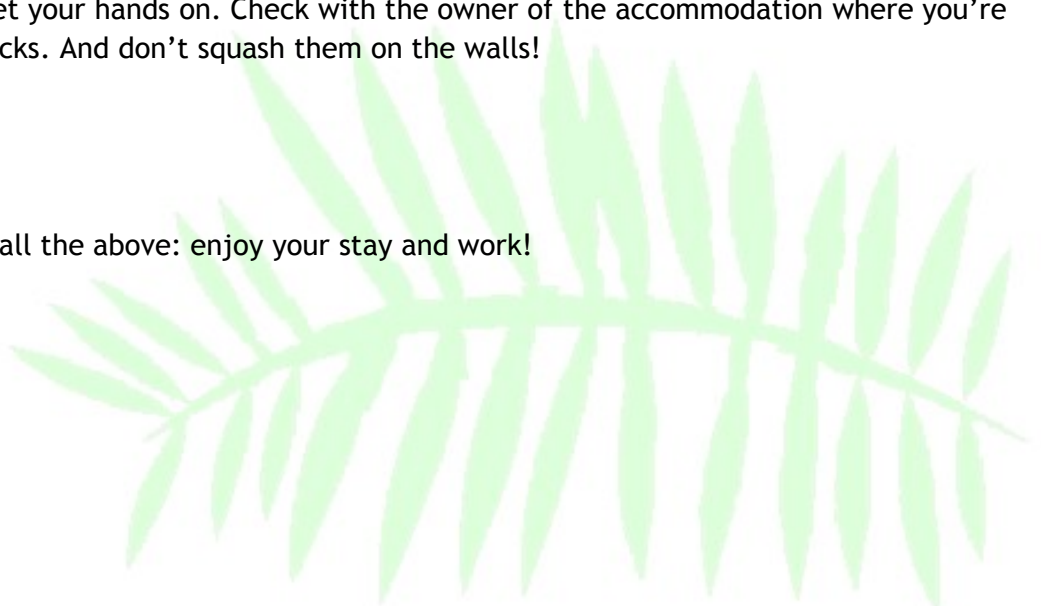 et your hands on. Check with the owner of the accommodation where you’re
cks. And don’t squash them on the walls!
all the above: enjoy your stay and work!